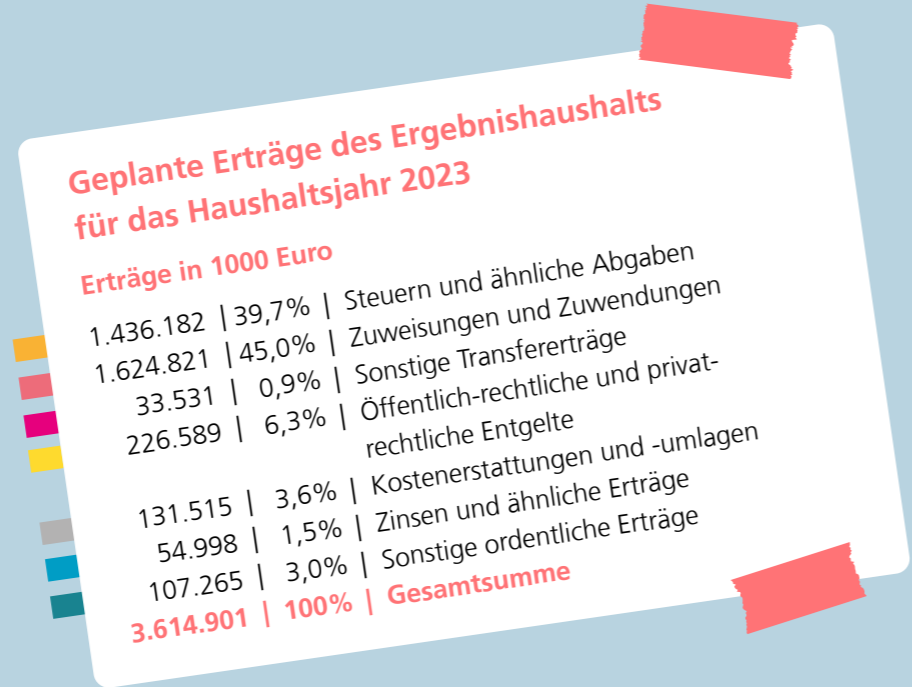 Geplante Erträge des Ergebnishaushalts
für das Haushaltsjahr 2023
Erträge in 1000 Euro
1.436.182 | 39,7% | Steuern und ähnliche Abgaben
1.624.821 | 45,0% | Zuweisungen und Zuwendungen
33.531 | 0,9% | Sonstige Transfererträge
226.589 | 6,3% | Öffentlich-rechtliche und privat-
rechtliche Entgelte
131.515 | 3,6% | Kostenerstattungen und -umlagen
54.998 | 1,5% | Zinsen und ähnliche Erträge
107.265 | 3,0% | Sonstige ordentliche Erträge
3.614.901 | 100% | Gesamtsumme